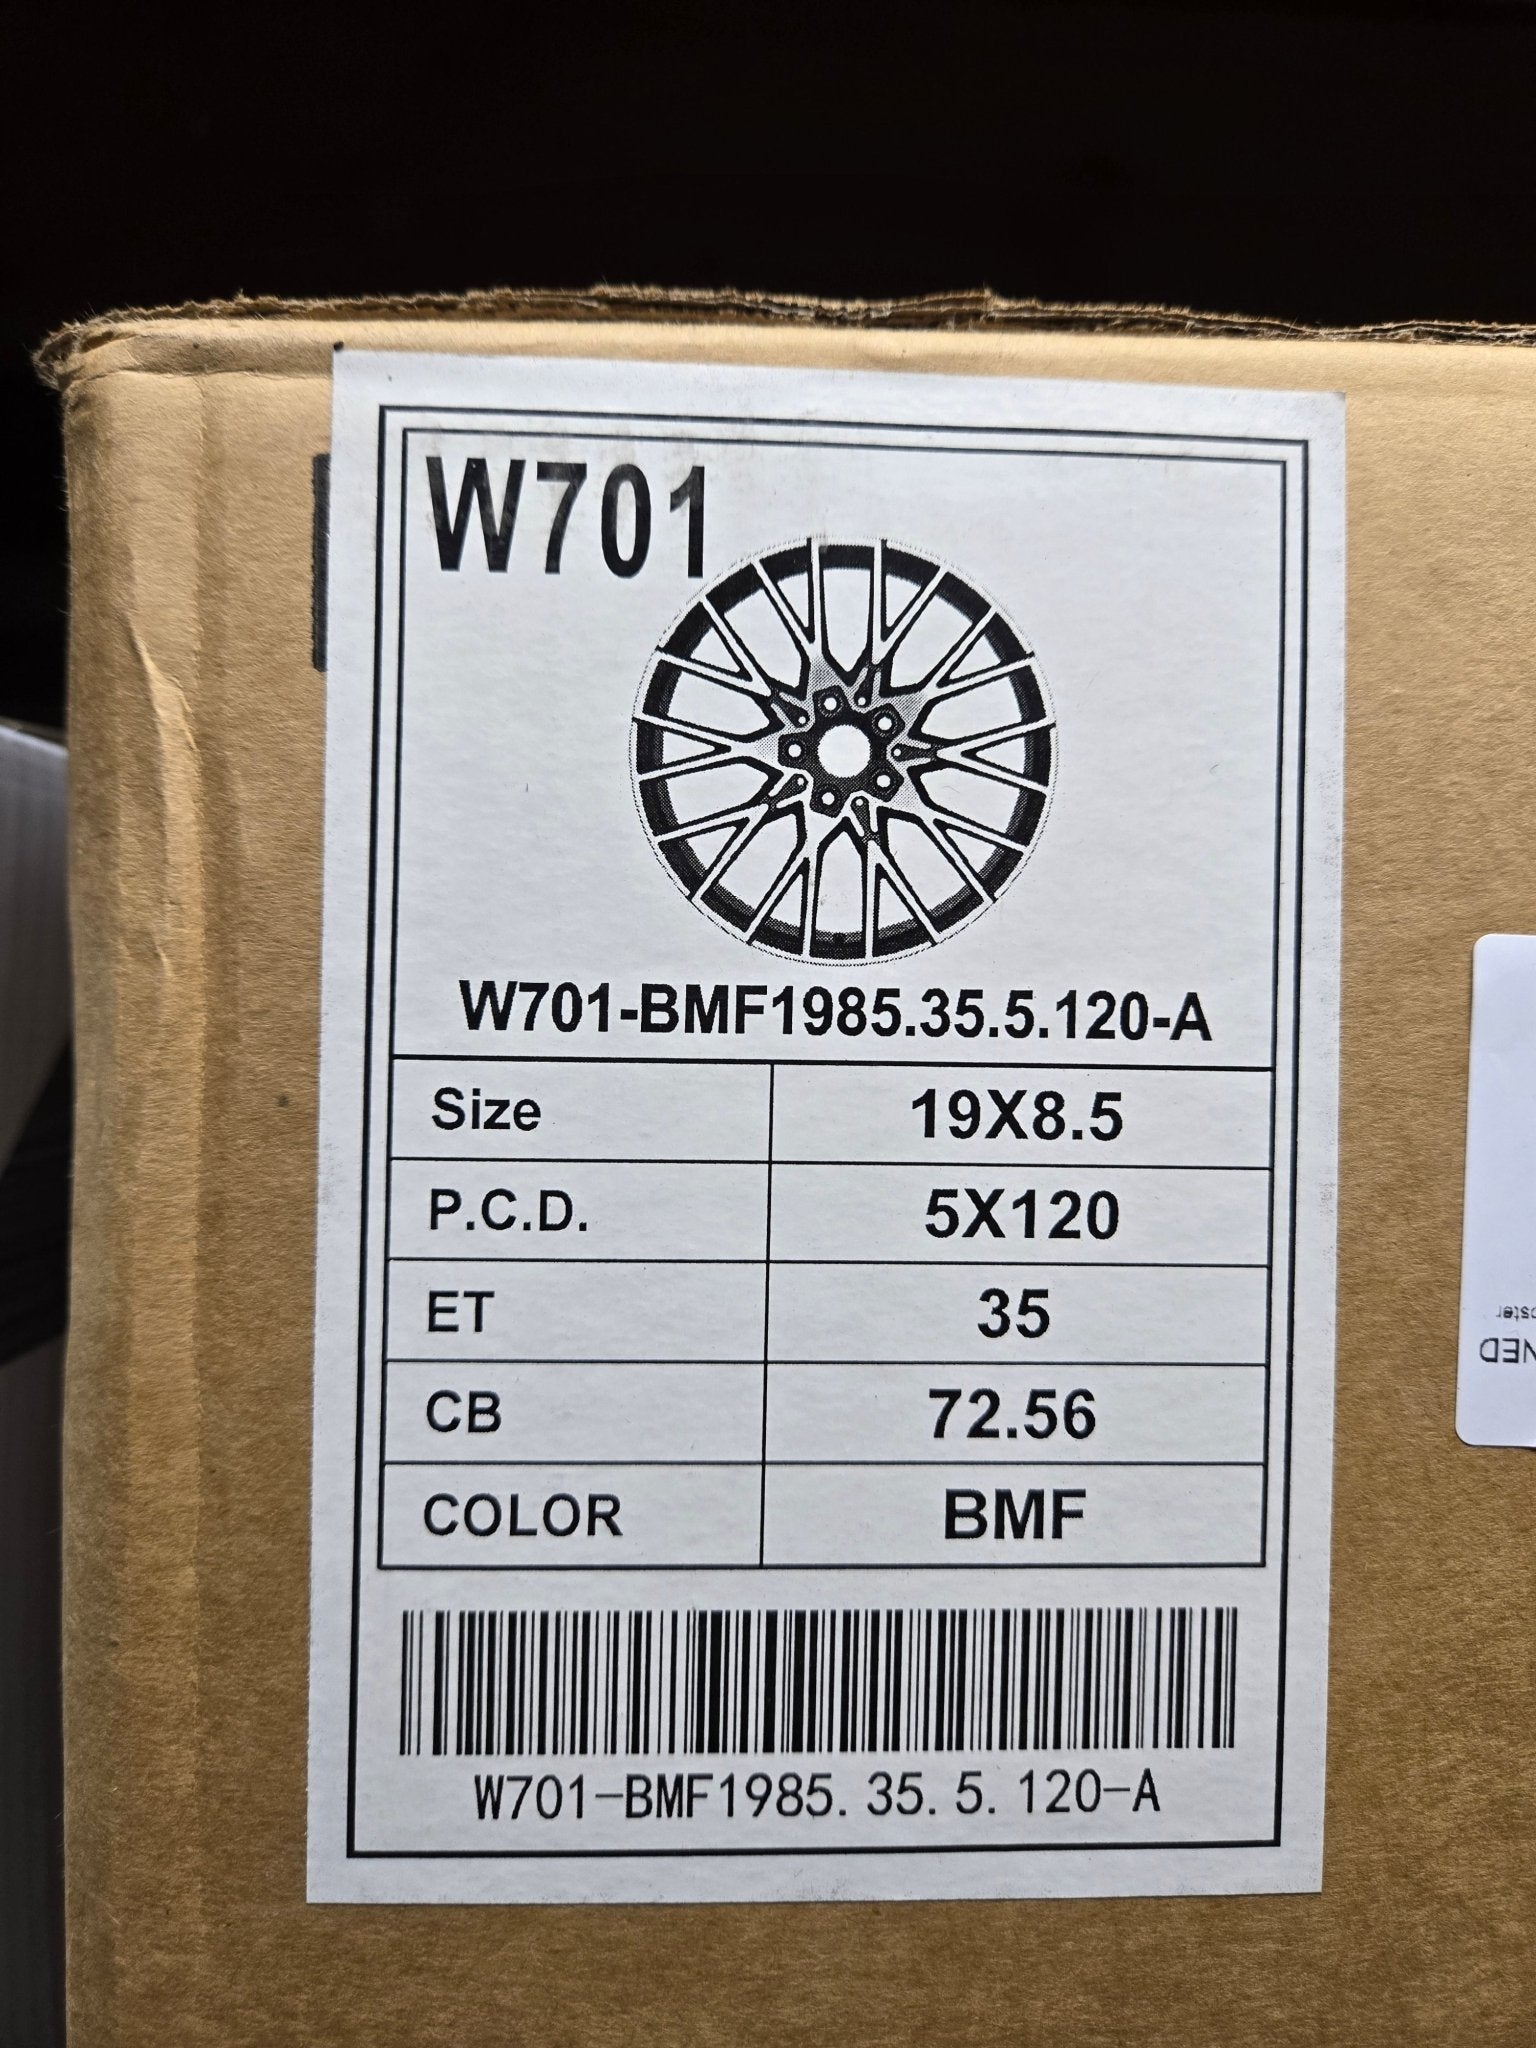 W701
W701-BMF1985.35.5.120-A
Size 19X8.5
P.C.D. 5X120
ET 35
CB 72.56
COLOR BMF
W701-BMF1985.35.5.120-A